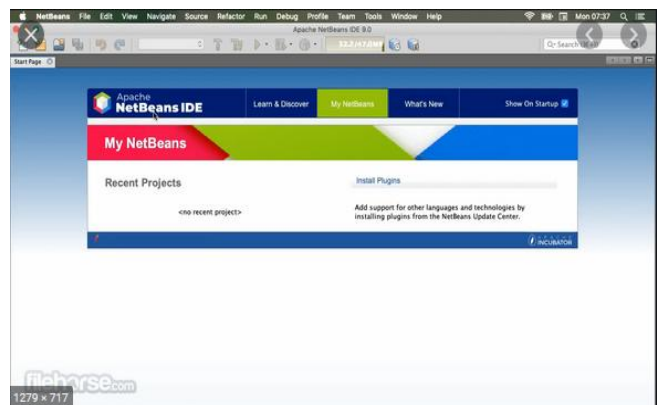 NetBeans File Edit View Navigate Source Refactor Run Debug Profile Team Tools Window Help Mon 07:37
Apache NetBeans IDE 9.0
Start Page
Apache
NetBeans IDE
Learn & Discover My NetBeans What's New Show On Startup
My NetBeans
Recent Projects
Install Plugins
<no recent project>
Add support for other languages and technologies by
installing plugins from the NetBeans Update Center.
INCUBATOR
filehorse.com
1279 × 717